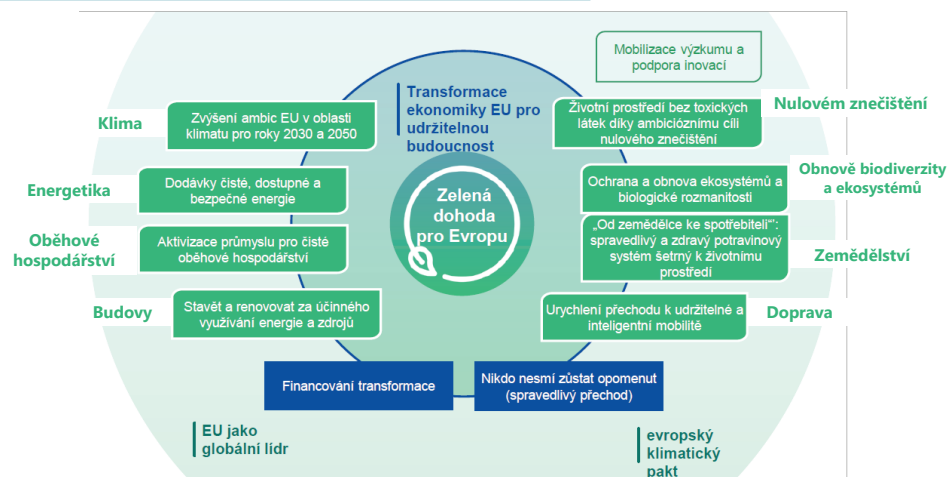 Mobilizace výzkumu a
podpora inovací
Transformace
ekonomiky EU pro
udržitelnou
budoucnost
Klima
Zvýšení ambic EU v oblasti
klimatu pro roky 2030 a 2050
Životní prostředí bez toxických
látek díky ambicióznímu cíli
nulového znečištění
Nulovém znečištění
Energetika
Dodávky čisté, dostupné a
bezpečné energie
Zelená
dohoda
pro Evropu
Ochrana a obnova ekosystémů a
biologické rozmanitosti
Obnově biodiverzity
a ekosystémů
Oběhové
hospodářství
Aktivizace průmyslu pro čisté
oběhové hospodářství
„Od zemědělce ke spotřebiteli“':
spravedlivý a zdravý potravinový
systém šetrný k životnímu
prostředí
Zemědělství
Budovy
Stavět a renovovat za účinného
využívání energie a zdrojů
Urychlení přechodu k udržitelné a
inteligentní mobilitě
Doprava
Financování transformace
Nikdo nesmí zůstat opomenut
(spravedlivý přechod)
EU jako
globální lídr
evropský
klimatický
pakt